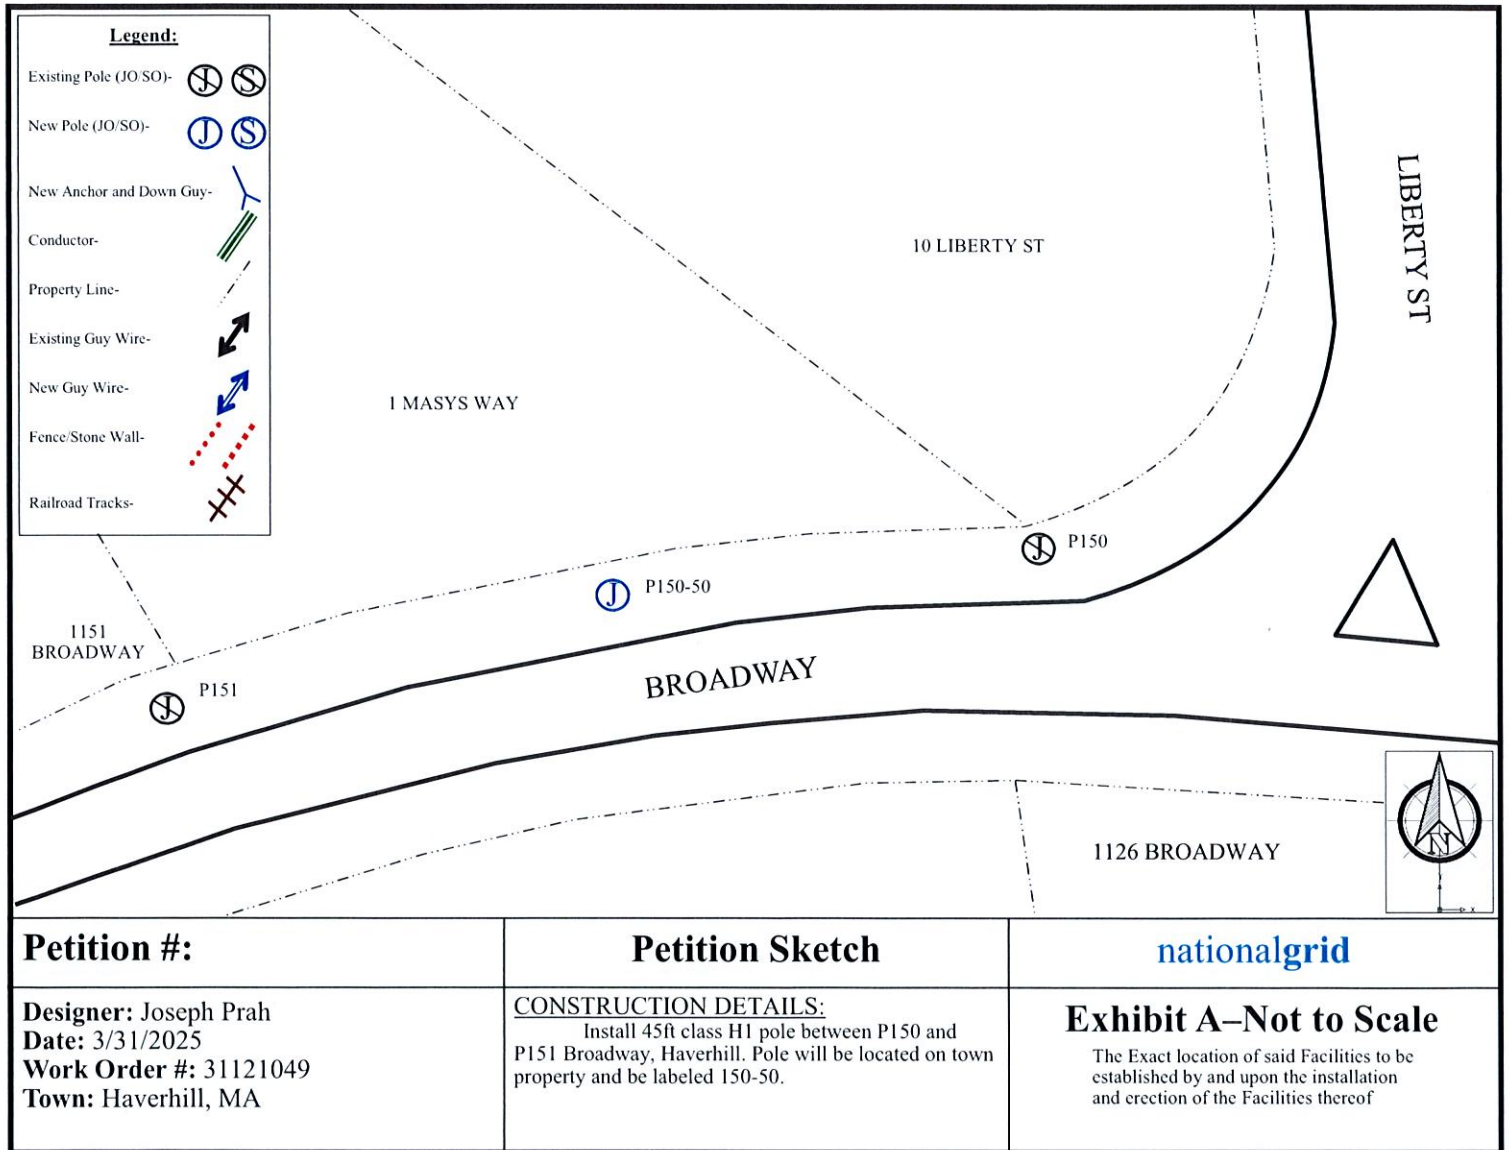 Legend:
Existing Pole (JO/SO)- J S
New Pole (JO/SO)- J S
New Anchor and Down Guy-
Conductor-
Property Line-
Existing Guy Wire-
New Guy Wire-
Fence/Stone Wall-
Railroad Tracks-
10 LIBERTY ST
LIBERTY ST
1 MASYS WAY
J P150
J P150-50
1151
BROADWAY
J P151
BROADWAY
1126 BROADWAY
N
Y
X
Petition #:
Petition Sketch
nationalgrid
Designer: Joseph Prah
Date: 3/31/2025
Work Order #: 31121049
Town: Haverhill, MA
CONSTRUCTION DETAILS:
Install 45ft class H1 pole between P150 and
P151 Broadway, Haverhill. Pole will be located on town
property and be labeled 150-50.
Exhibit A–Not to Scale
The Exact location of said Facilities to be
established by and upon the installation
and erection of the Facilities thereof